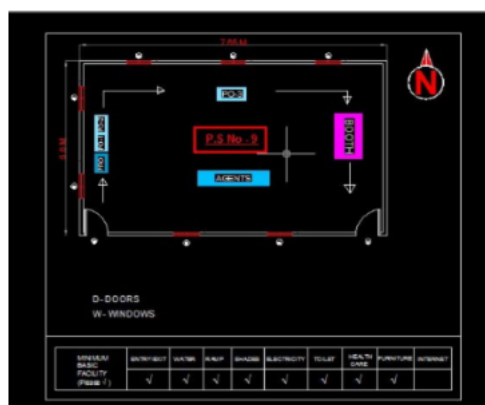 7.65 M
N
PO-3
BOOTH
P.S No - 9
AGENTS
D- DOORS
W- WINDOWS
MINIMUM BASIC FACILITY (Please √)
ENTRY/EXIT WATER RAMP SHADES ELECTRICITY TOILET HEALTH CARE FURNITURE INTERNET
√ √ √ √ √ √ √ √